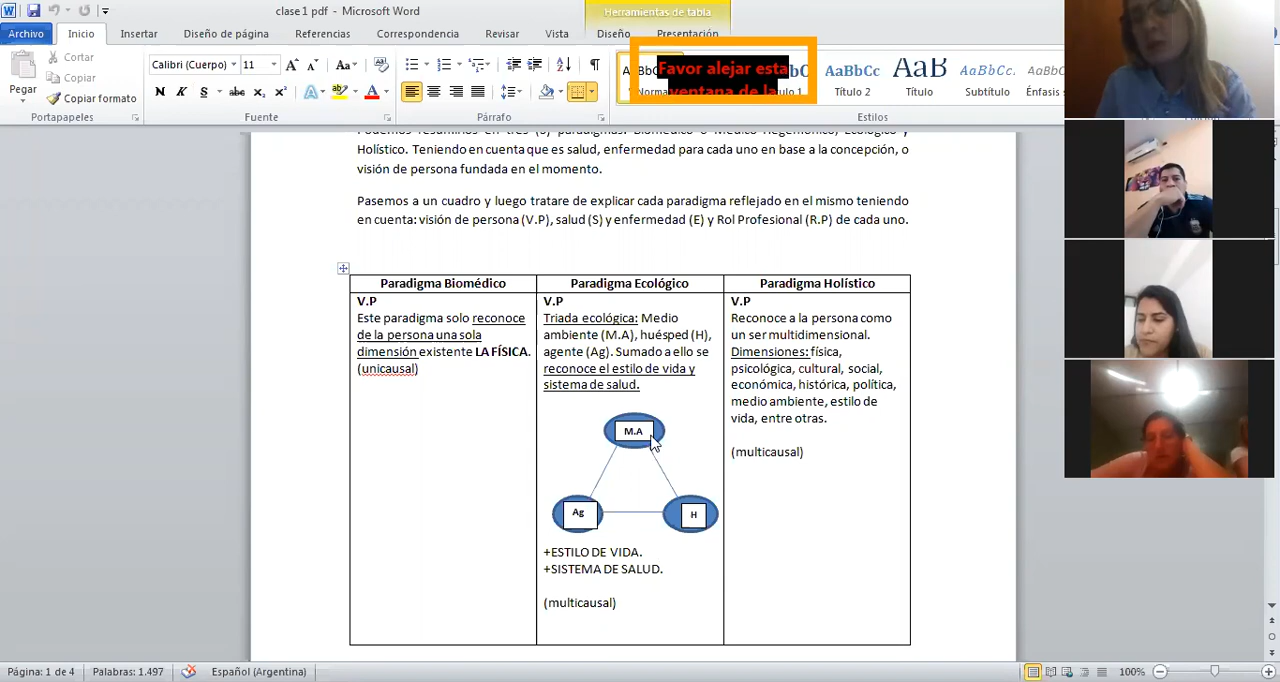 clase1 pdf - Microsoft Word
Herramientas de tabla
Archivo
Inicio
Insertar
Diseño de página
Referencias
Correspondencia
Revisar
Vista
Diseño
Presentación
Pegar
Cortar
Copiar
Copiar formato
Portapapeles
Calibri (Cuerpo)
11
N K S abc x₂ x²
Fuente
Párrafo
Favor alejar esta
ventana de la
AaBbCc
Título 2
AaB
Título
AaBbCc.
Subtítulo
AaBbCc
Énfasis
Estilos
Holístico. Teniendo en cuenta que es salud, enfermedad para cada uno en base a la concepción, o
visión de persona fundada en el momento.
Pasemos a un cuadro y luego tratare de explicar cada paradigma reflejado en el mismo teniendo
en cuenta: visión de persona (V.P), salud (S) y enfermedad (E) y Rol Profesional (R.P) de cada uno.
Paradigma Biomédico
V.P
Este paradigma solo reconoce
de la persona una sola
dimensión existente LA FÍSICA.
(unicausal)
Paradigma Ecológico
V.P
Triada ecológica: Medio
ambiente (M.A), huésped (H),
agente (Ag). Sumado a ello se
reconoce el estilo de vida y
sistema de salud.
M.A
Ag
H
+ESTILO DE VIDA.
+SISTEMA DE SALUD.
(multicausal)
Paradigma Holístico
V.P
Reconoce a la persona como
un ser multidimensional.
Dimensiones: física,
psicológica, cultural, social,
económica, histórica, política,
medio ambiente, estilo de
vida, entre otras.
(multicausal)
Página: 1 de 4
Palabras: 1.497
Español (Argentina)
100%